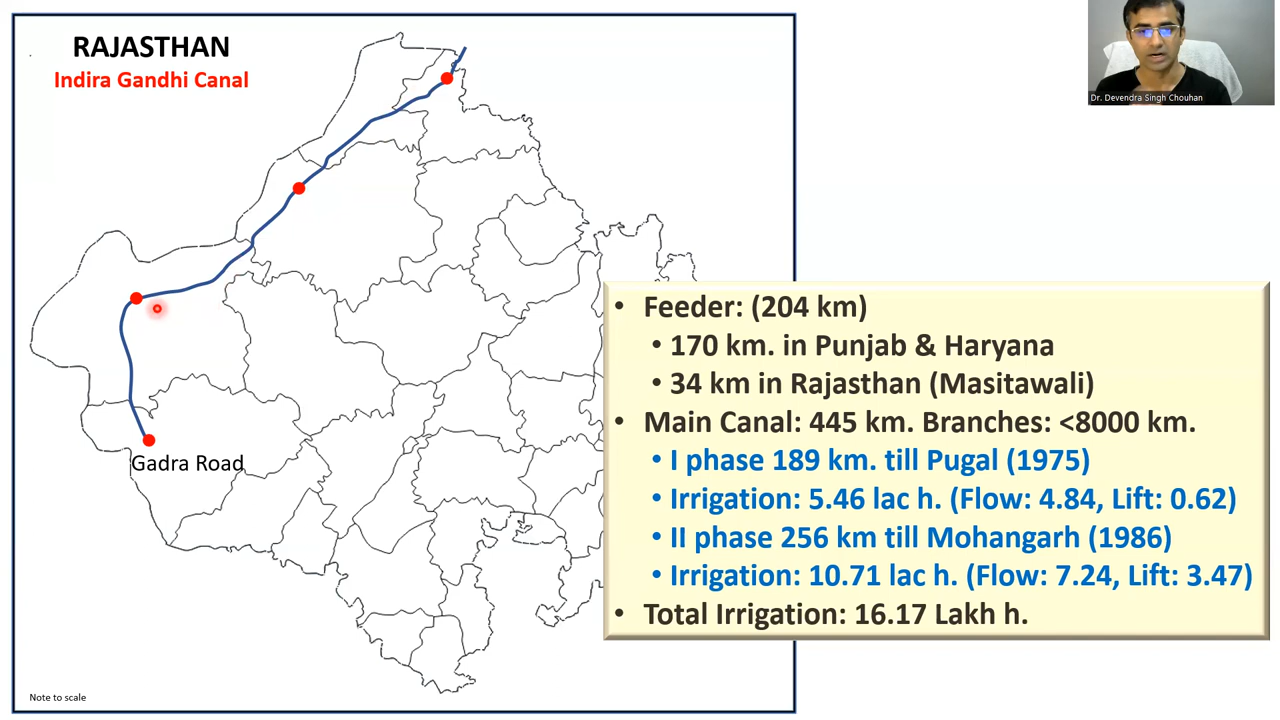 RAJASTHAN
Indira Gandhi Canal
Dr. Devendra Singh Chouhan
• Feeder: (204 km)
• 170 km. in Punjab & Haryana
• 34 km in Rajasthan (Masitawali)
• Main Canal: 445 km. Branches: <8000 km.
• I phase 189 km. till Pugal (1975)
• Irrigation: 5.46 lac h. (Flow: 4.84, Lift: 0.62)
• II phase 256 km till Mohangarh (1986)
• Irrigation: 10.71 lac h. (Flow: 7.24, Lift: 3.47)
• Total Irrigation: 16.17 Lakh h.
Gadra Road
Note to scale